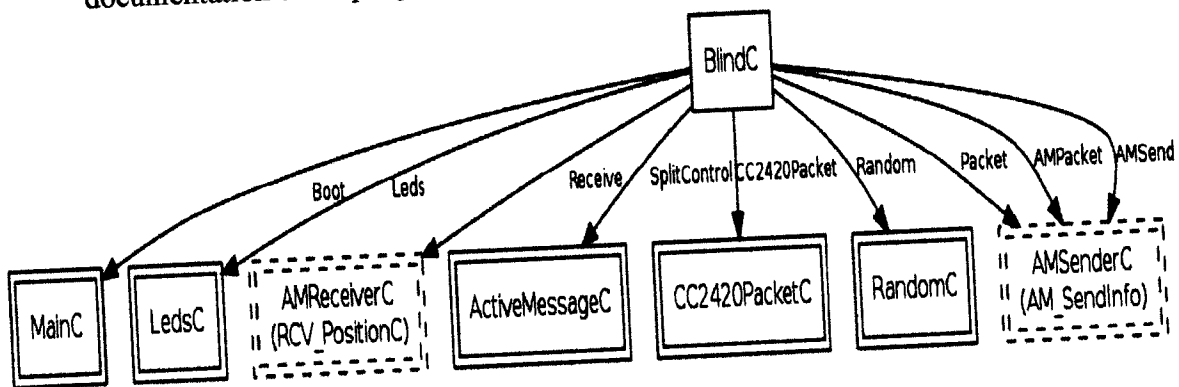 documentation
BlindC
Boot
Leds
Receive
SplitControl
CC2420Packet
Random
Packet
AMPacket
AMSend
MainC
LedsC
AMReceiverC
(RCV_PositionC)
ActiveMessageC
CC2420PacketC
RandomC
AMSenderC
(AM_SendInfo)